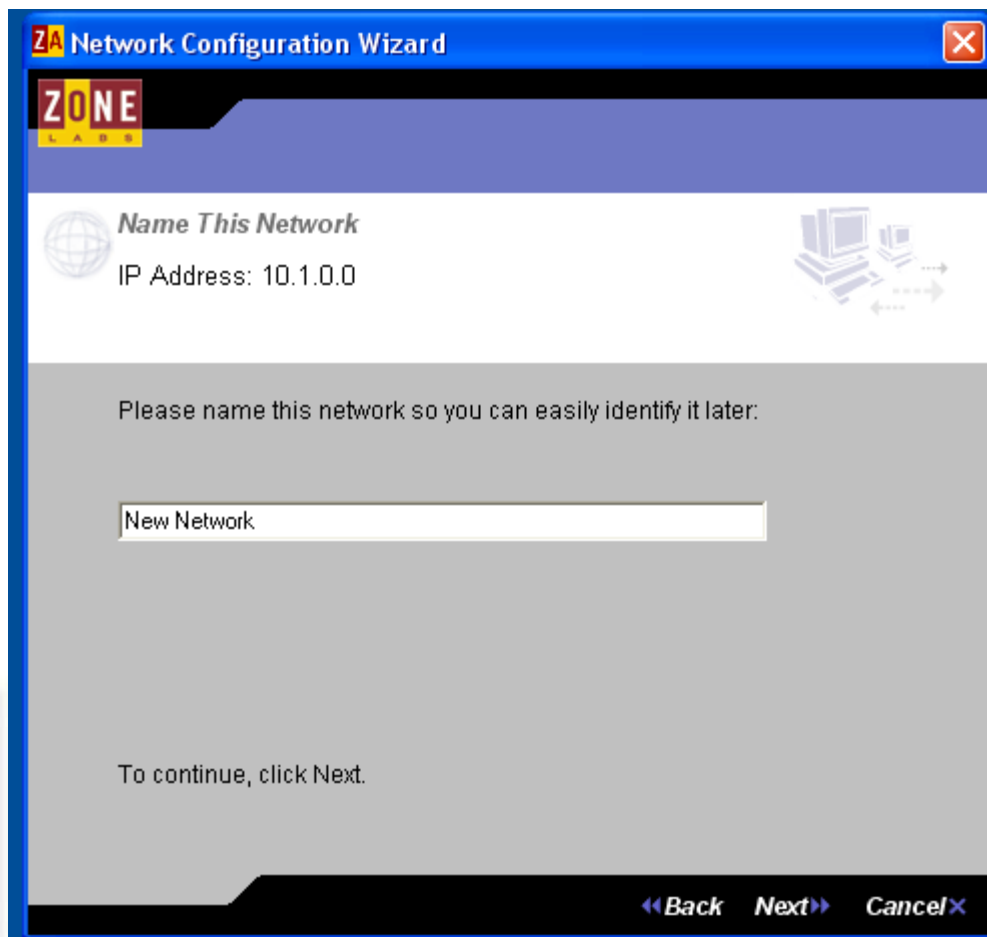 ZA Network Configuration Wizard
ZONE
LABS
Name This Network
IP Address: 10.1.0.0
Please name this network so you can easily identify it later:
New Network
To continue, click Next.
Back Next Cancel